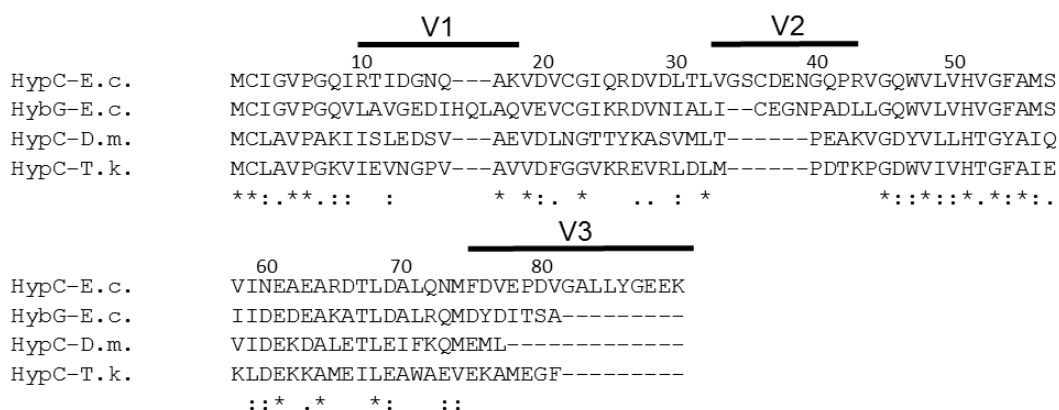 V1 V2
10 20 30 40 50
HypC-E.c. MCIGVPGQIRTIDGNQ---AKVDVCGIQRDVDLTLVGSCDENGQPRVGQWVLVHVGFAMS
HybG-E.c. MCIGVPGQVLAVGEDIHQLAQVEVCGIKRDVNIALI--CEGNPADLLGQWVLVHVGFAMS
HypC-D.m. MCLAVPAKIISLEDSV---AEVDLNGTTYKASVMLT------PEAKVGDYVLLHTGYAIQ
HypC-T.k. MCLAVPGKVIEVNGPV---AVVDFGGVKREVRLDLM------PDTKPGDWVIVHTGFAIE
**:.**.:: : * *:. * .. : * *::*::*.*:*:.
V3
60 70 80
HypC-E.c. VINEAEARDTLDALQNMFDVEPDVGALLYGEEK
HybG-E.c. IIDEDEAKATLDALRQMDYDITSA---------
HypC-D.m. VIDEKDALETLEIFKQMEML-------------
HypC-T.k. KLDEKKAMEILEAWAEVEKAMEGF---------
::* .* *: ::